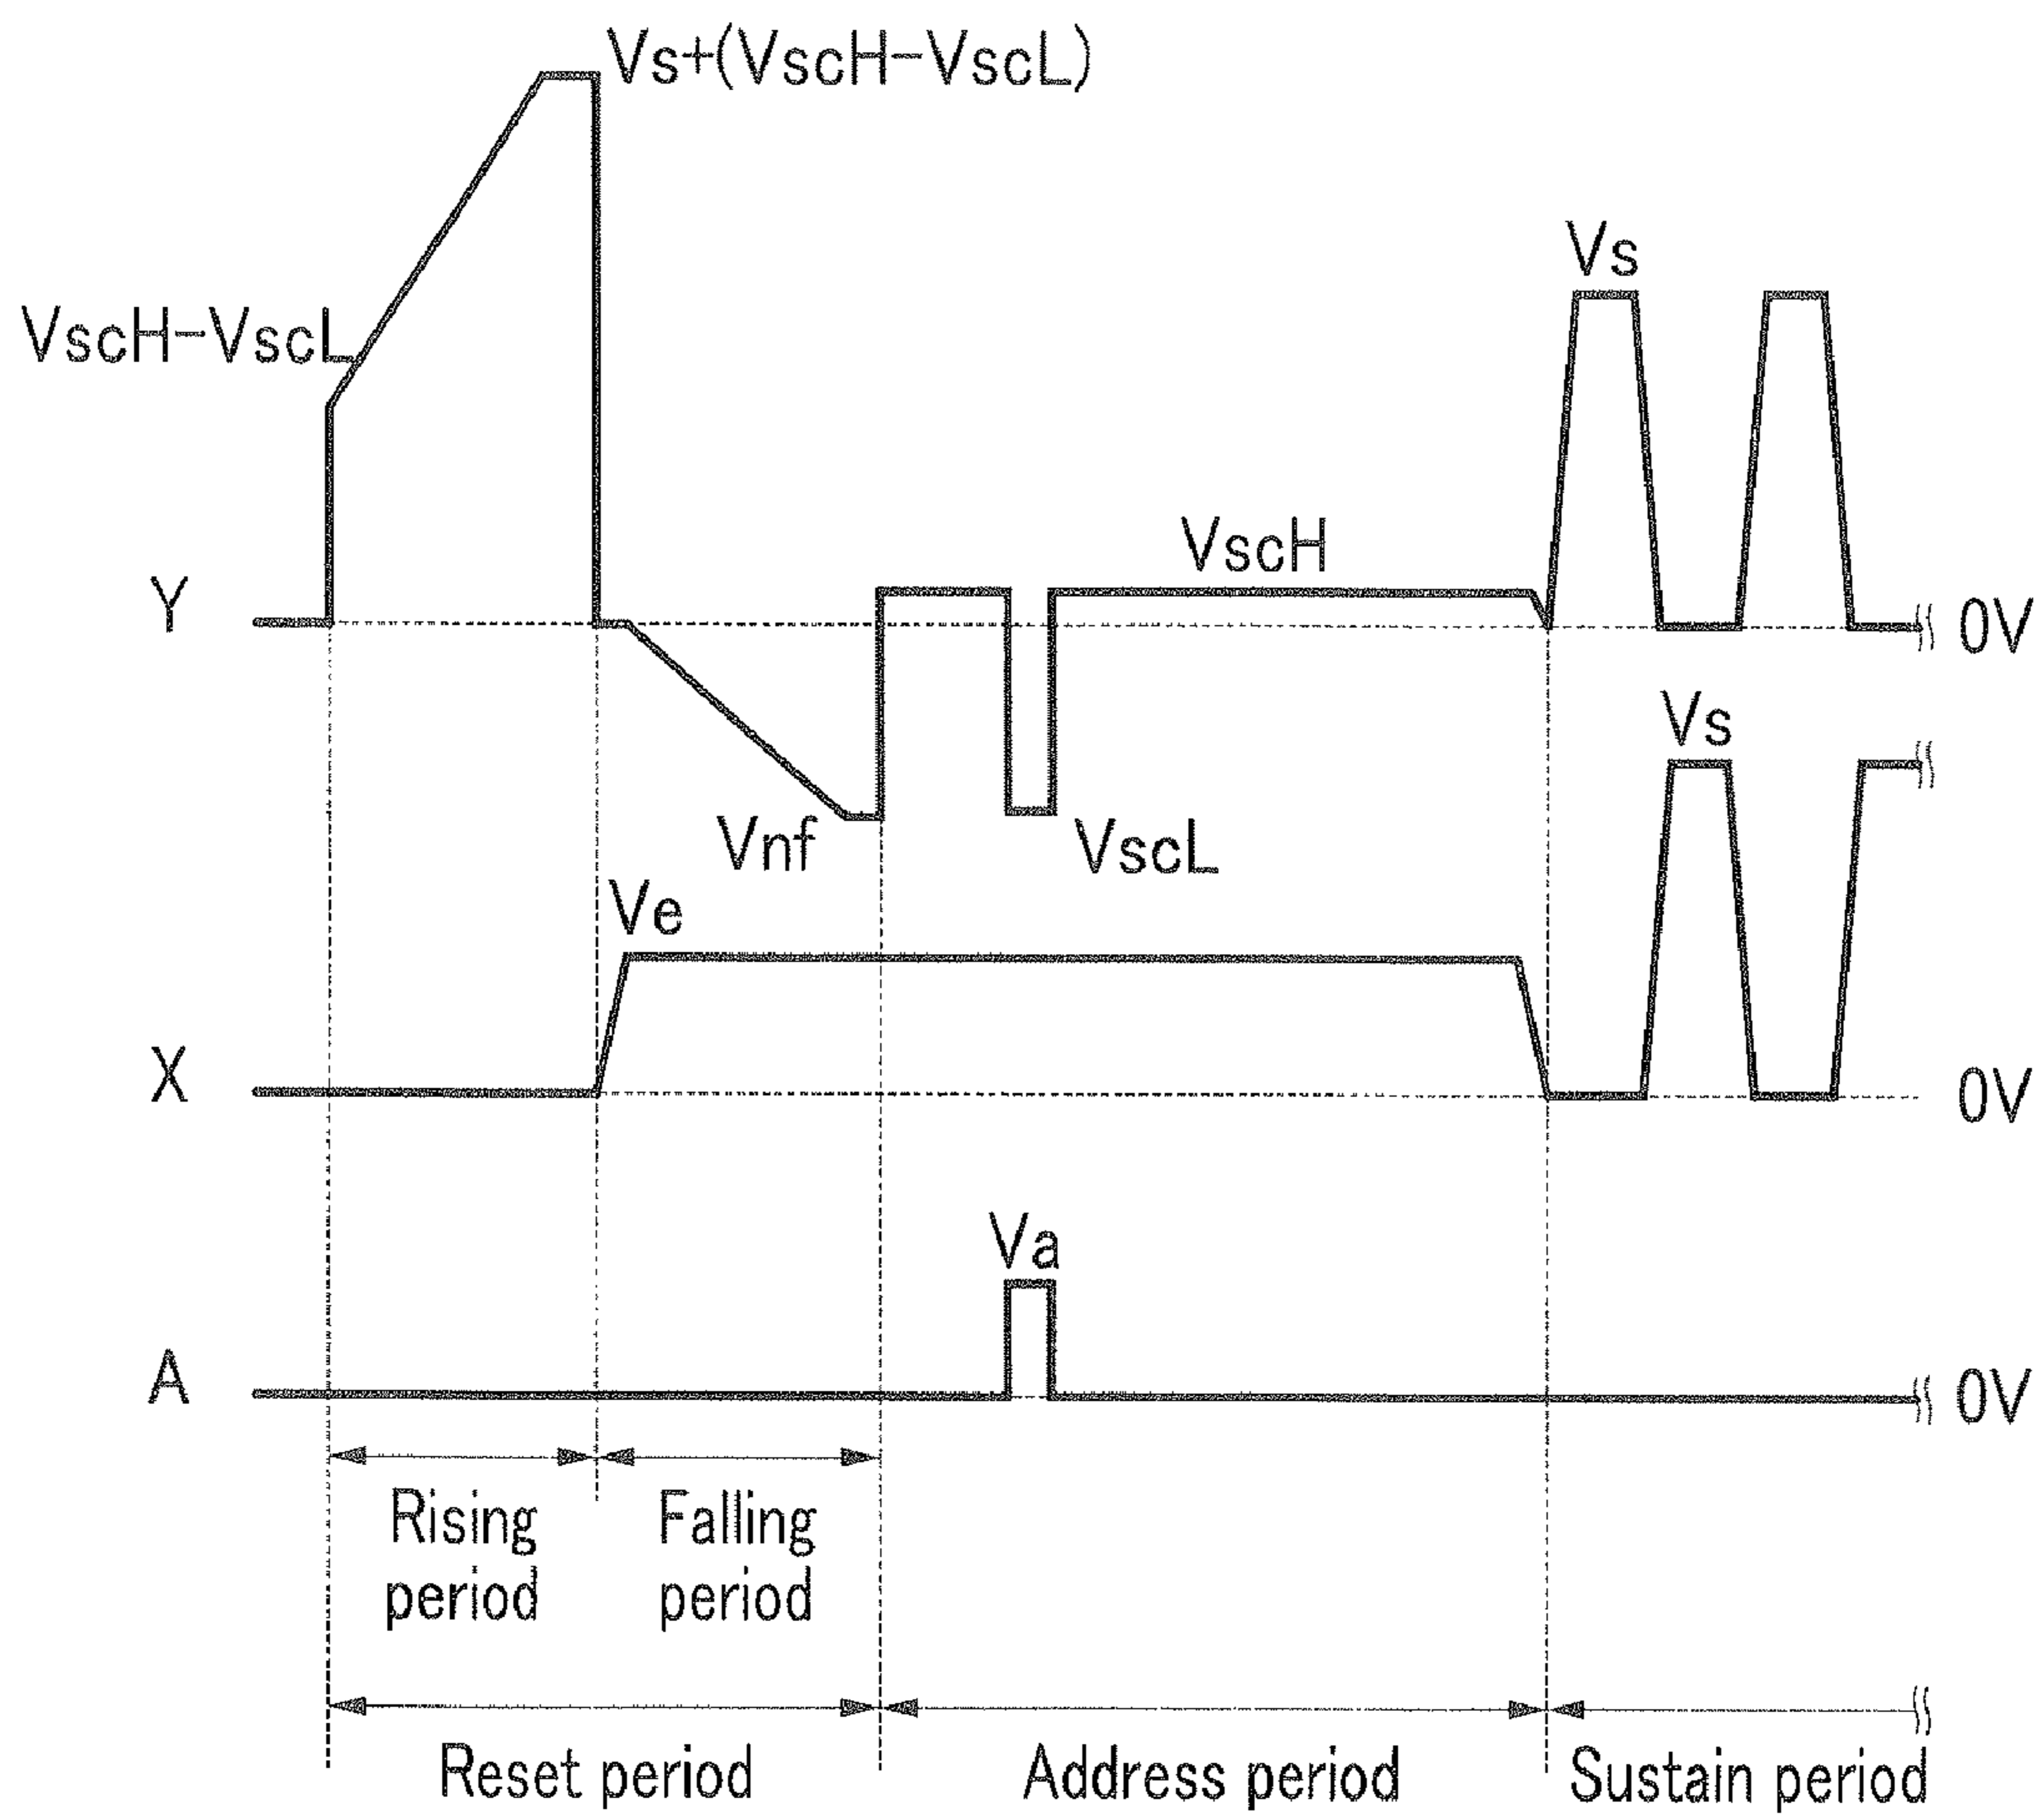 Vs+(VscH-VscL)
Vs
VscH-VscL
VscH
Y
0V
Vs
Vnf
VscL
Ve
X
0V
Va
A
0V
Rising
period
Falling
period
Reset period
Address period
Sustain period